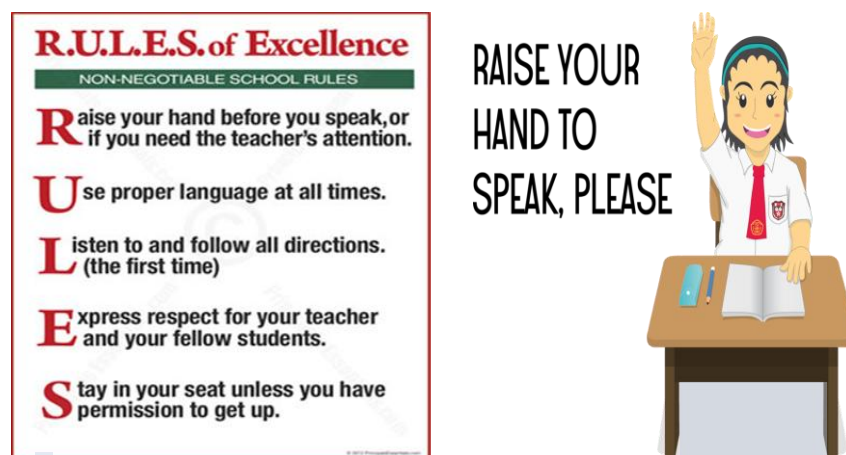 R.U.L.E.S. of Excellence
NON-NEGOTIABLE SCHOOL RULES
Raise your hand before you speak, or
if you need the teacher's attention.
Use proper language at all times.
Listen to and follow all directions.
(the first time)
Express respect for your teacher
and your fellow students.
Stay in your seat unless you have
permission to get up.
RAISE YOUR
HAND TO
SPEAK, PLEASE